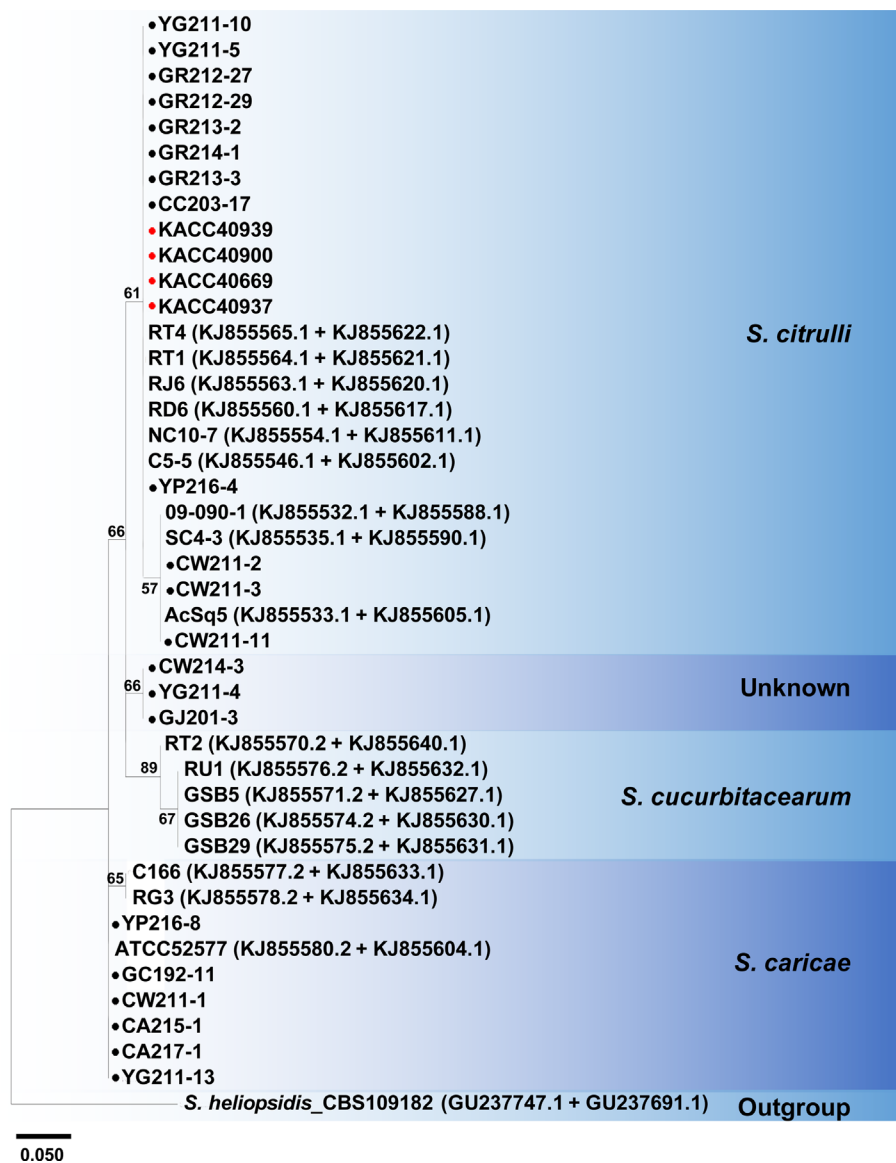 YG211-10
YG211-5
GR212-27
GR212-29
GR213-2
GR214-1
GR213-3
CC203-17
KACC40939
KACC40900
KACC40669
61
KACC40937
RT4 (KJ855565.1 + KJ855622.1)
S. citrulli
RT1 (KJ855564.1 + KJ855621.1)
RJ6 (KJ855563.1 + KJ855620.1)
RD6 (KJ855560.1 + KJ855617.1)
NC10-7 (KJ855554.1 + KJ855611.1)
C5-5 (KJ855546.1 + KJ855602.1)
YP216-4
09-090-1 (KJ855532.1 + KJ855588.1)
66
SC4-3 (KJ855535.1 + KJ855590.1)
CW211-2
57
CW211-3
AcSq5 (KJ855533.1 + KJ855605.1)
CW211-11
CW214-3
66
YG211-4
Unknown
GJ201-3
RT2 (KJ855570.2 + KJ855640.1)
89
RU1 (KJ855576.2 + KJ855632.1)
GSB5 (KJ855571.2 + KJ855627.1)
S. cucurbitacearum
67
GSB26 (KJ855574.2 + KJ855630.1)
GSB29 (KJ855575.2 + KJ855631.1)
65
C166 (KJ855577.2 + KJ855633.1)
RG3 (KJ855578.2 + KJ855634.1)
YP216-8
ATCC52577 (KJ855580.2 + KJ855604.1)
S. caricae
GC192-11
CW211-1
CA215-1
CA217-1
YG211-13
S. heliopsidis_CBS109182 (GU237747.1 + GU237691.1)
Outgroup
0.050